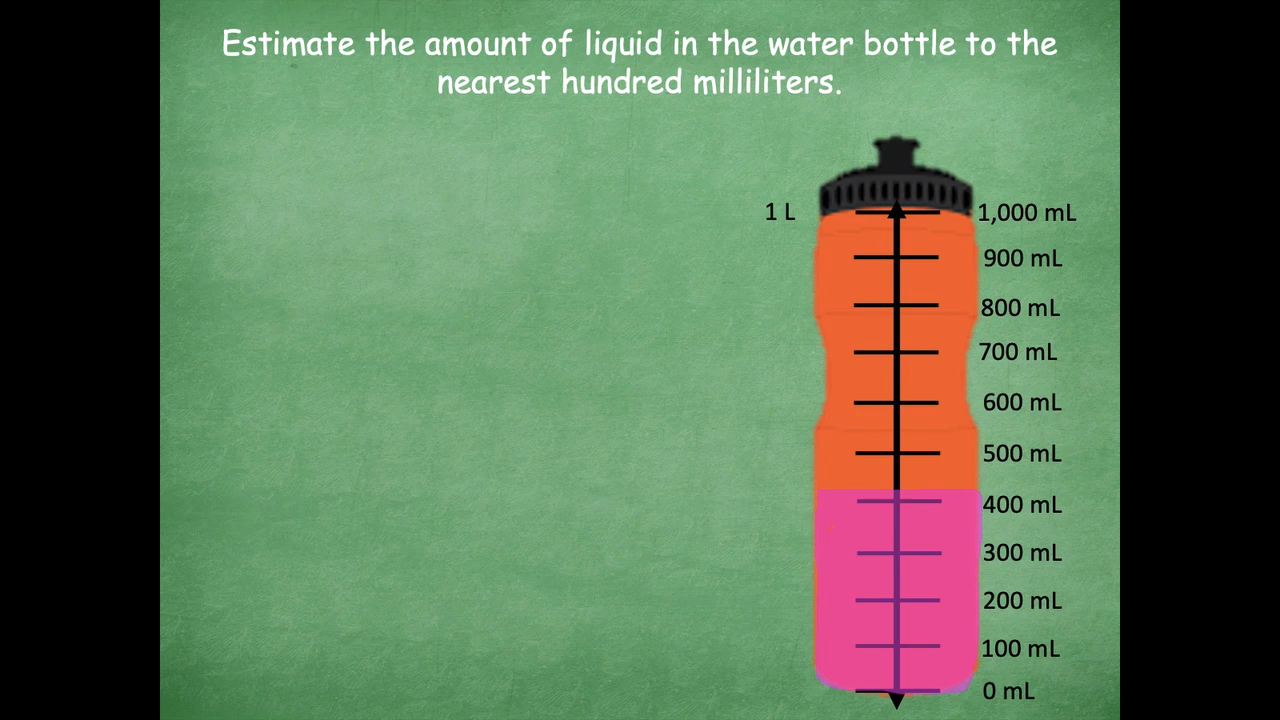 Estimate the amount of liquid in the water bottle to the
nearest hundred milliliters.
1 L
1,000 mL
900 mL
800 mL
700 mL
600 mL
500 mL
400 mL
300 mL
200 mL
100 mL
0 mL